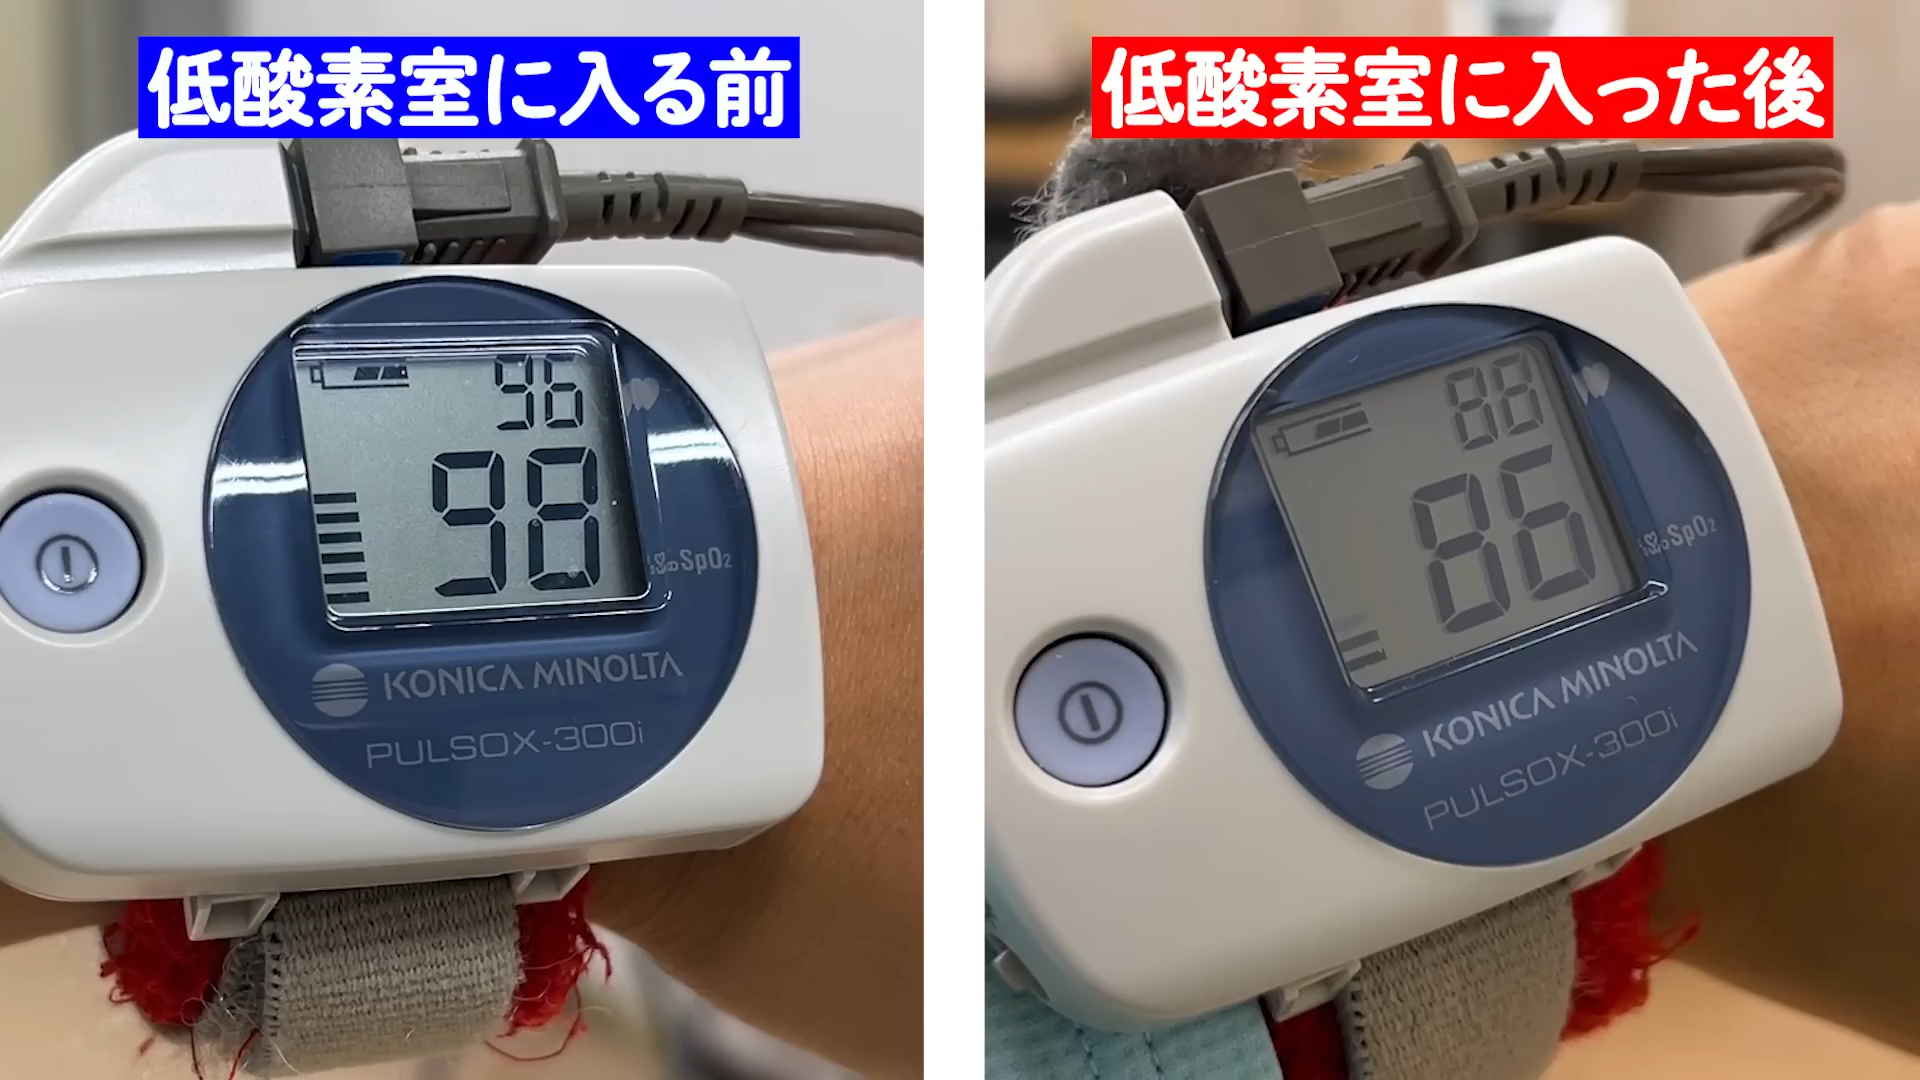 低酸素室に入る前
96
98
SpO₂
KONICA MINOLTA
PULSOX-300i
低酸素室に入った後
88
86
SpO₂
KONICA MINOLTA
PULSOX-300i